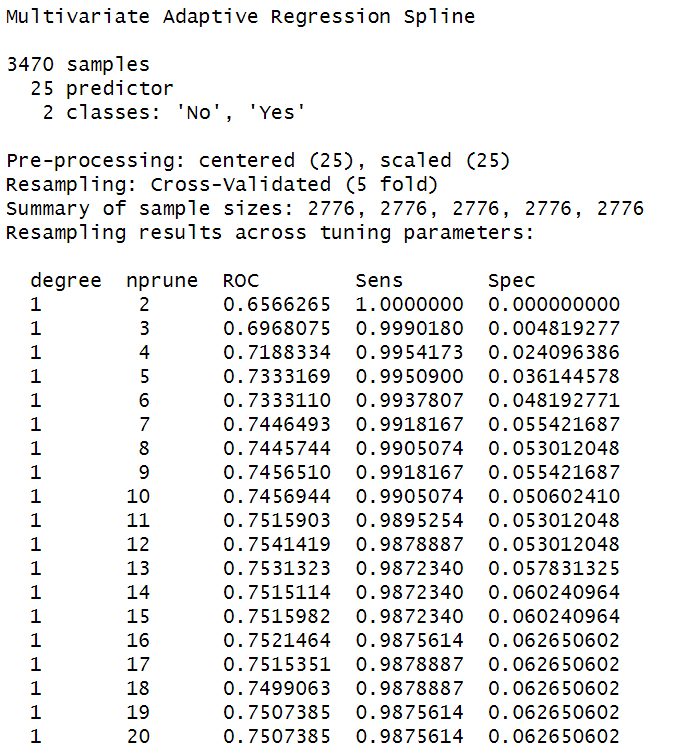 Multivariate Adaptive Regression Spline
3470 samples
25 predictor
2 classes: 'No', 'Yes'
Pre-processing: centered (25), scaled (25)
Resampling: Cross-Validated (5 fold)
Summary of sample sizes: 2776, 2776, 2776, 2776, 2776
Resampling results across tuning parameters:
degree nprune ROC Sens Spec
1 2 0.6566265 1.0000000 0.000000000
1 3 0.6968075 0.9990180 0.004819277
1 4 0.7188334 0.9954173 0.024096386
1 5 0.7333169 0.9950900 0.036144578
1 6 0.7333110 0.9937807 0.048192771
1 7 0.7446493 0.9918167 0.055421687
1 8 0.7445744 0.9905074 0.053012048
1 9 0.7456510 0.9918167 0.055421687
1 10 0.7456944 0.9905074 0.050602410
1 11 0.7515903 0.9895254 0.053012048
1 12 0.7541419 0.9878887 0.053012048
1 13 0.7531323 0.9872340 0.057831325
1 14 0.7515114 0.9872340 0.060240964
1 15 0.7515982 0.9872340 0.060240964
1 16 0.7521464 0.9875614 0.062650602
1 17 0.7515351 0.9878887 0.062650602
1 18 0.7499063 0.9878887 0.062650602
1 19 0.7507385 0.9875614 0.062650602
1 20 0.7507385 0.9875614 0.062650602